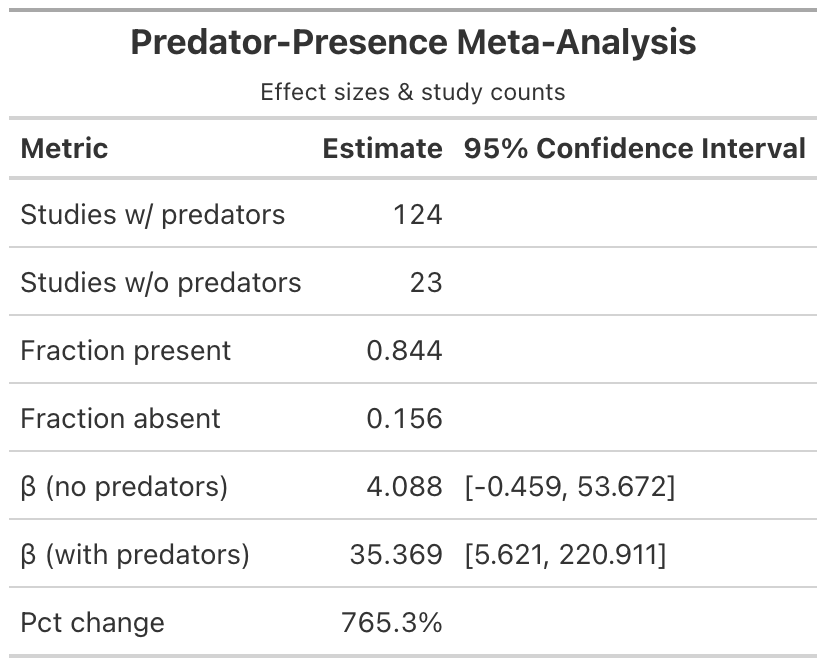 Predator-Presence Meta-Analysis
Effect sizes & study counts
Metric Estimate 95% Confidence Interval
Studies w/ predators 124
Studies w/o predators 23
Fraction present 0.844
Fraction absent 0.156
β (no predators) 4.088 [-0.459, 53.672]
β (with predators) 35.369 [5.621, 220.911]
Pct change 765.3%